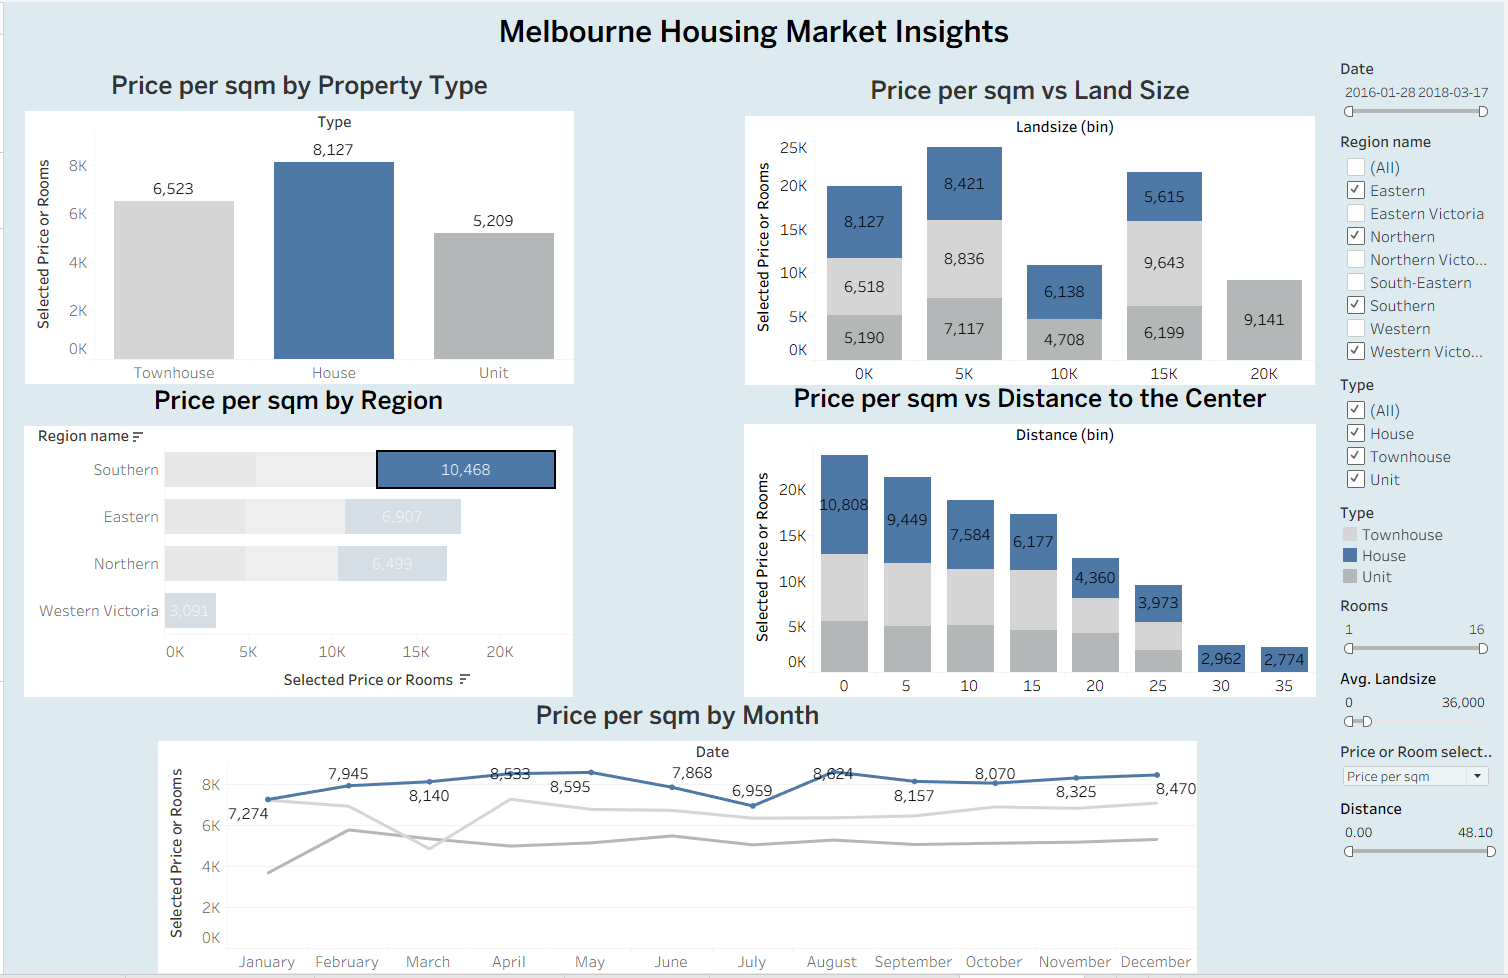 Melbourne Housing Market Insights
Price per sqm by Property Type
Type
Selected Price or Rooms
8K
6K
4K
2K
0K
6,523
8,127
5,209
Townhouse
House
Unit
Price per sqm vs Land Size
Landsize (bin)
Selected Price or Rooms
25K
20K
15K
10K
5K
0K
8,127
6,518
5,190
8,421
8,836
7,117
6,138
4,708
5,615
9,643
6,199
9,141
0K
5K
10K
15K
20K
Price per sqm by Region
Region name
Southern
10,468
Eastern
6,907
Northern
6,499
Western Victoria
3,091
0K
5K
10K
15K
20K
Selected Price or Rooms
Price per sqm vs Distance to the Center
Distance (bin)
Selected Price or Rooms
20K
15K
10K
5K
0K
10,808
9,449
7,584
6,177
4,360
3,973
2,962
2,774
0
5
10
15
20
25
30
35
Price per sqm by Month
Date
Selected Price or Rooms
8K
6K
4K
2K
0K
7,274
7,945
8,140
8,533
8,595
7,868
6,959
8,624
8,157
8,070
8,325
8,470
January
February
March
April
May
June
July
August
September
October
November
December
Date
2016-01-28 2018-03-17
Region name
(All)
Eastern
Eastern Victoria
Northern
Northern Victo...
South-Eastern
Southern
Western
Western Victo...
Type
(All)
House
Townhouse
Unit
Type
Townhouse
House
Unit
Rooms
1 16
Avg. Landsize
0 36,000
Price or Room select..
Price per sqm
Distance
0.00 48.10